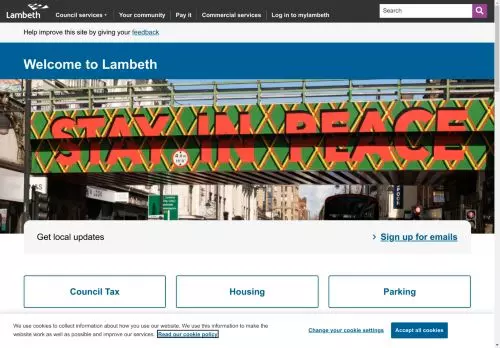 Lambeth
Council services
Your community
Pay it
Commercial services
Log in to mylambeth
Search
Help improve this site by giving your feedback
Welcome to Lambeth
STAY IN PEACE
Get local updates
Sign up for emails
Council Tax
Housing
Parking
We use cookies to collect information about how you use our website. We use this information to make the
website work as well as possible and improve our services. Read our cookie policy
Change your cookie settings
Accept all cookies